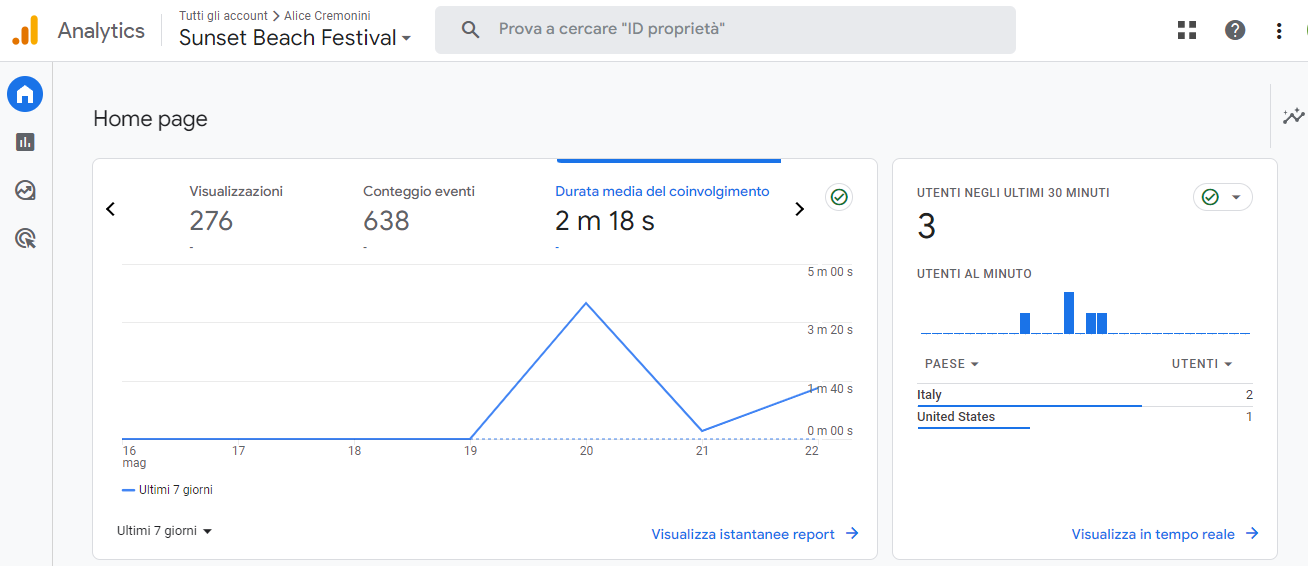 Analytics
Tutti gli account > Alice Cremonini
Sunset Beach Festival
Prova a cercare "ID proprietà"
Home page
Visualizzazioni
276
-
Conteggio eventi
638
-
Durata media del coinvolgimento
2 m 18 s
-
5 m 00 s
3 m 20 s
1 m 40 s
0 m 00 s
16
mag
17
18
19
20
21
22
Ultimi 7 giorni
Ultimi 7 giorni
Visualizza istantanee report
UTENTI NEGLI ULTIMI 30 MINUTI
3
UTENTI AL MINUTO
PAESE UTENTI
Italy 2
United States 1
Visualizza in tempo reale